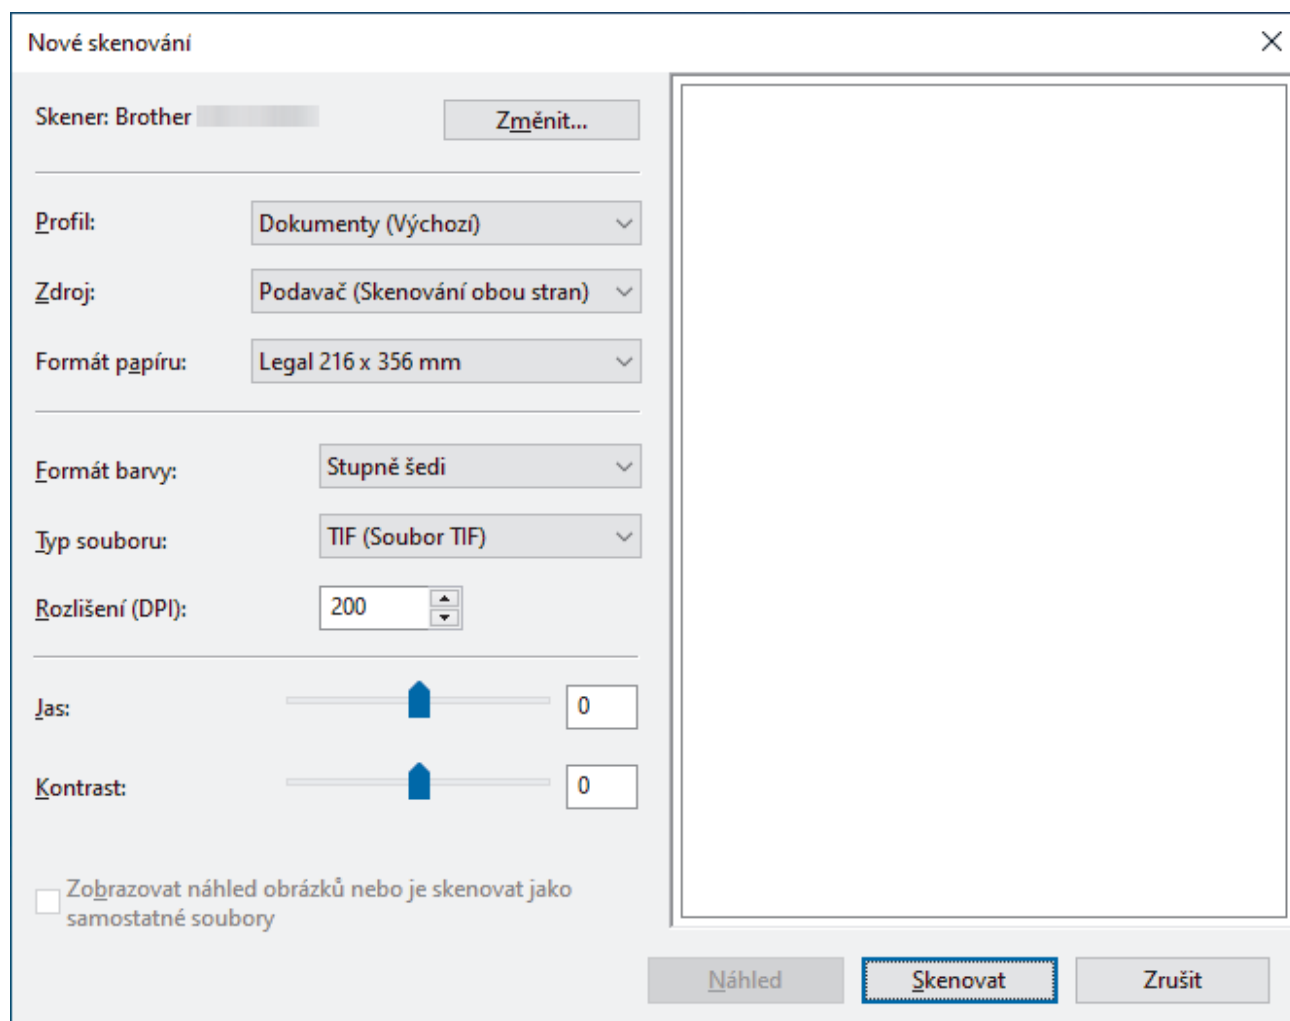 Nové skenování
Skener: Brother
Změnit...
Profil:
Dokumenty (Výchozí)
Zdroj:
Podavač (Skenování obou stran)
Formát papíru:
Legal 216 x 356 mm
Formát barvy:
Stupně šedi
Typ souboru:
TIF (Soubor TIF)
Rozlišení (DPI):
200
Jas:
0
Kontrast:
0
Zobrazovat náhled obrázků nebo je skenovat jako
samostatné soubory
Náhled
Skenovat
Zrušit